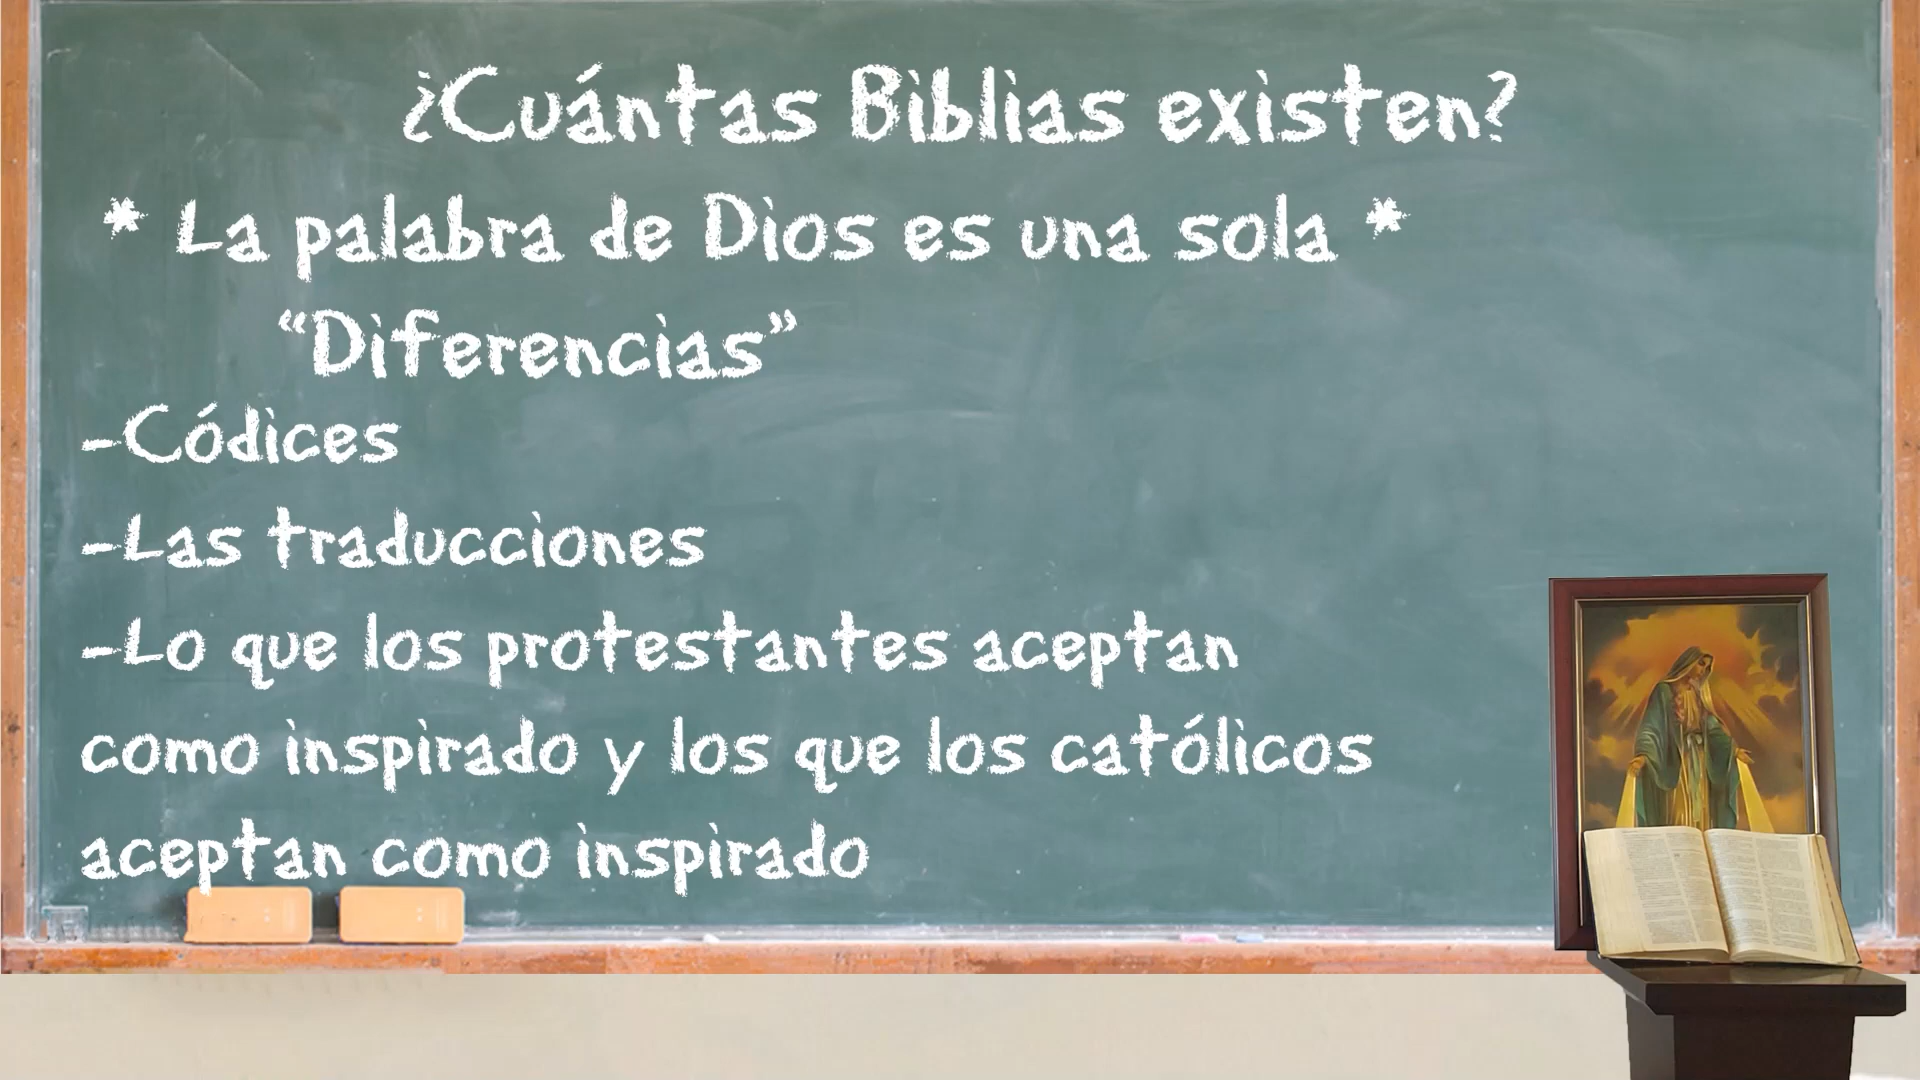 ¿Cuántas Biblias existen?
* La palabra de Dios es una sola *
“Diferencias”
-Códices
-Las traducciones
-Lo que los protestantes aceptan
como inspirado y los que los católicos
aceptan como inspirado